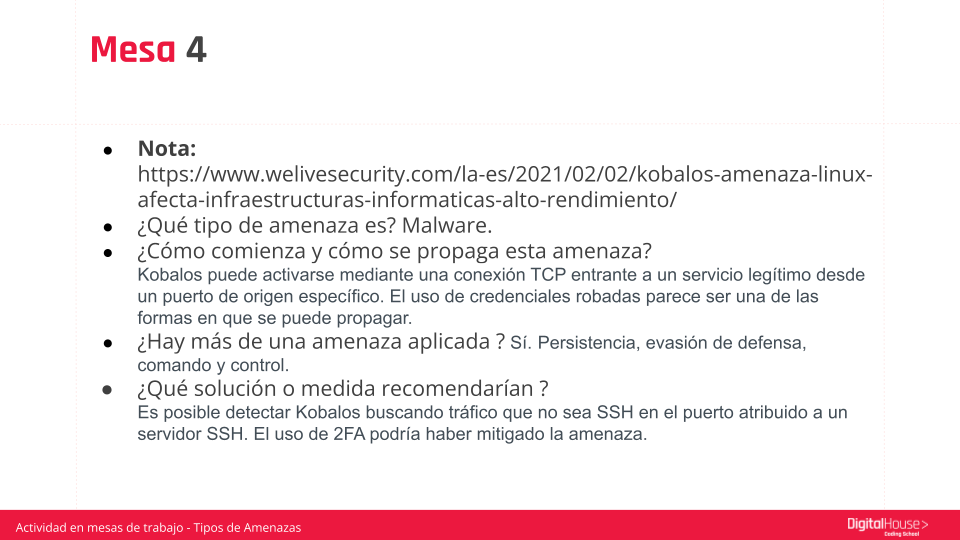 Mesa 4
● Nota:
https://www.welivesecurity.com/la-es/2021/02/02/kobalos-amenaza-linux-
afecta-infraestructuras-informaticas-alto-rendimiento/
● ¿Qué tipo de amenaza es? Malware.
● ¿Cómo comienza y cómo se propaga esta amenaza?
Kobalos puede activarse mediante una conexión TCP entrante a un servicio legítimo desde
un puerto de origen específico. El uso de credenciales robadas parece ser una de las
formas en que se puede propagar.
● ¿Hay más de una amenaza aplicada ? Sí. Persistencia, evasión de defensa,
comando y control.
● ¿Qué solución o medida recomendarían ?
Es posible detectar Kobalos buscando tráfico que no sea SSH en el puerto atribuido a un
servidor SSH. El uso de 2FA podría haber mitigado la amenaza.
Actividad en mesas de trabajo - Tipos de Amenazas
DigitalHouse>
Coding School